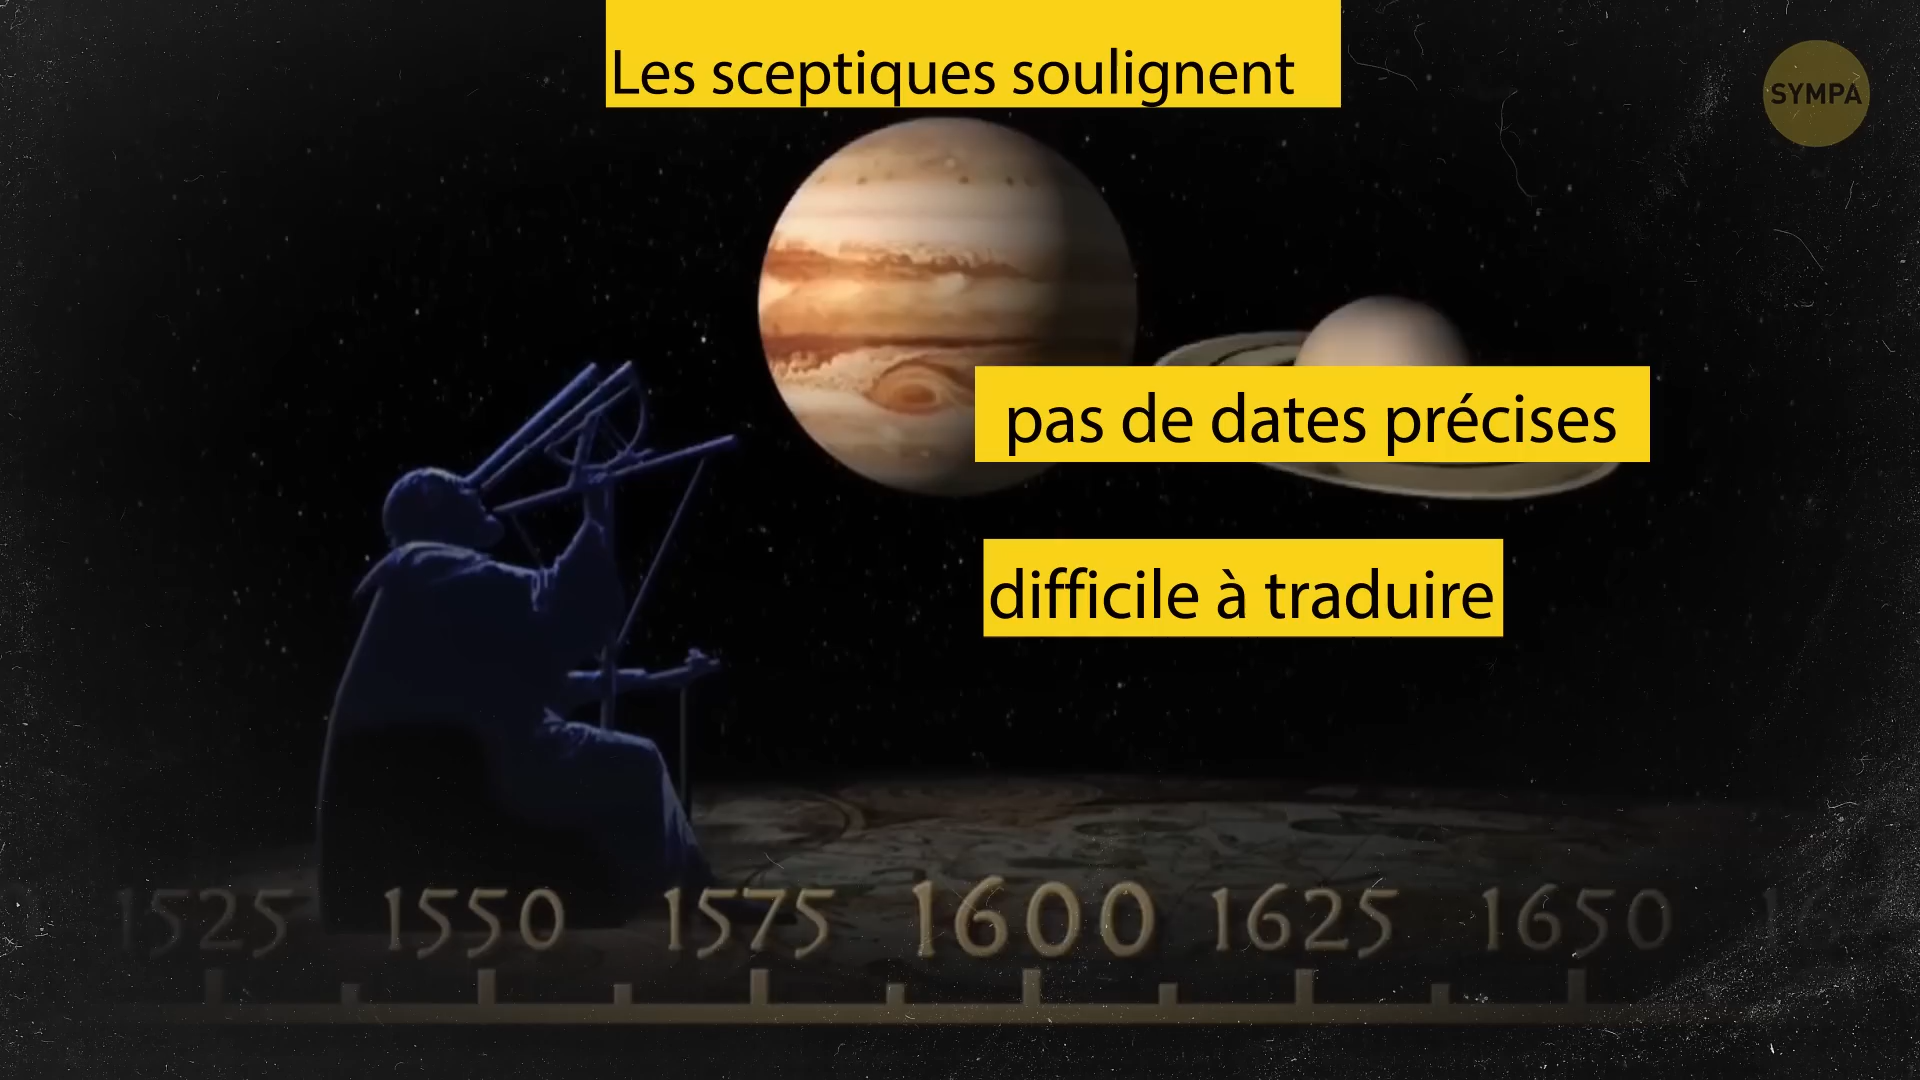 Les sceptiques soulignent
SYMPA
pas de dates précises
difficile à traduire
1525 1550 1575 1600 1625 1650